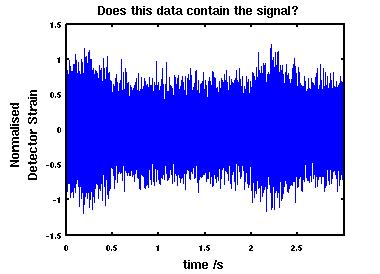 Does this data contain the signal?
1.5
1
0.5
0
-0.5
-1
-1.5
Normalised
Detector Strain
0 0.5 1 1.5 2 2.5
time /s